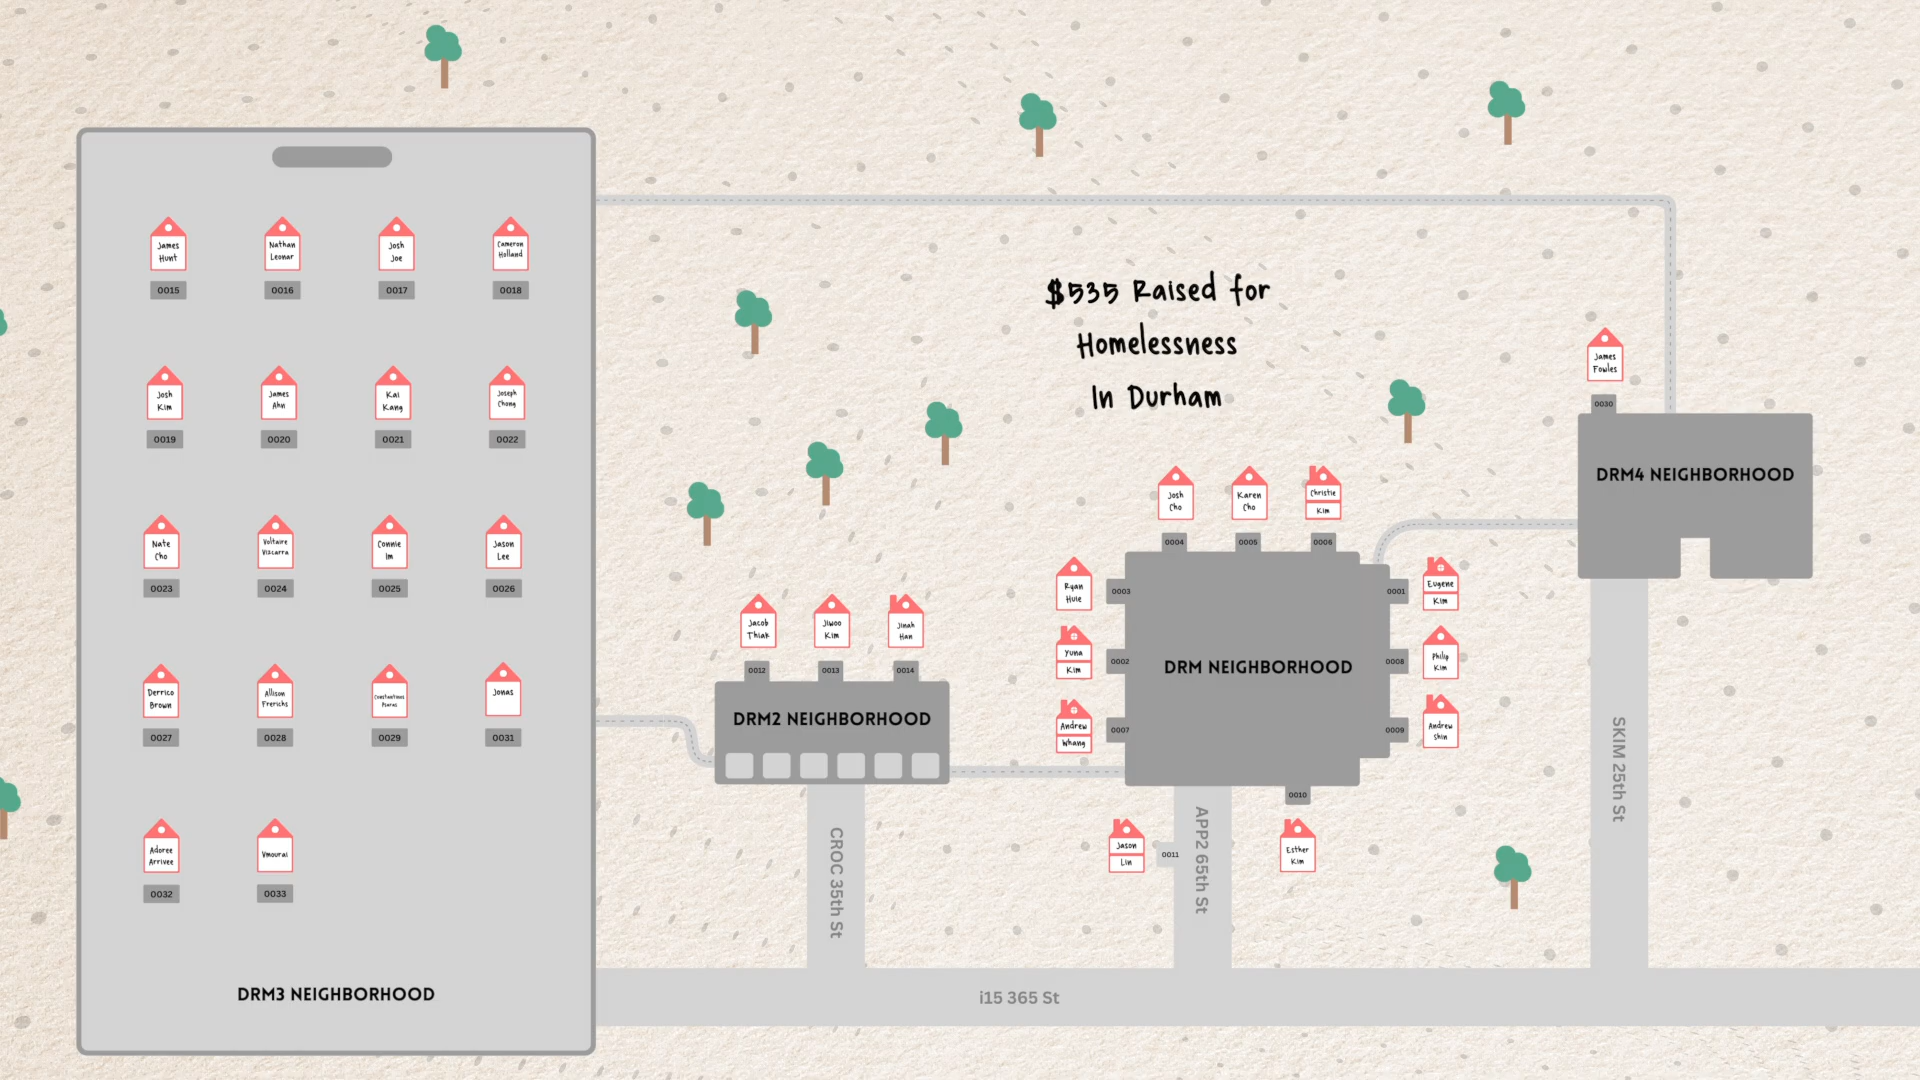 James
Hunt
0015
Nathan
Leonar
0016
Josh
Joe
0017
Cameron
Holland
0018
Josh
Kim
0019
James
Ahn
0020
Kai
Kang
0021
Joseph
Chong
0022
Nate
Cho
0023
Voltaire
Vizcarra
0024
Connie
Im
0025
Jason
Lee
0026
Derrico
Brown
0027
Allison
Frerichs
0028
Constantinos
Psaras
0029
Jonas
0031
Adoree
Arrivee
0032
Vmourai
0033
DRM3 NEIGHBORHOOD
$535 Raised for
Homelessness
In Durham
Jacob
Thiak
0012
Jiwoo
Kim
0013
Jinah
Han
0014
DRM2 NEIGHBORHOOD
CROC 35th St
Josh
Cho
0004
Karen
Cho
0005
Christie
Kim
0006
Ryan
Huie
0003
Yuna
Kim
0002
Andrew
Whang
0007
DRM NEIGHBORHOOD
0001
Eugene
Kim
0008
Philip
Kim
0009
Andrew
shin
0010
Esther
Kim
Jason
Lin
0011
APP2 65th St
James
Fowles
0030
DRM4 NEIGHBORHOOD
SKIM 25th St
i15 365 St